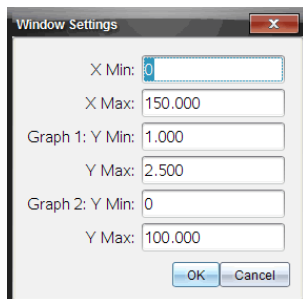 Window Settings
X Min: 0
X Max: 150.000
Graph 1: Y Min: 1.000
Y Max: 2.500
Graph 2: Y Min: 0
Y Max: 100.000
OK Cancel